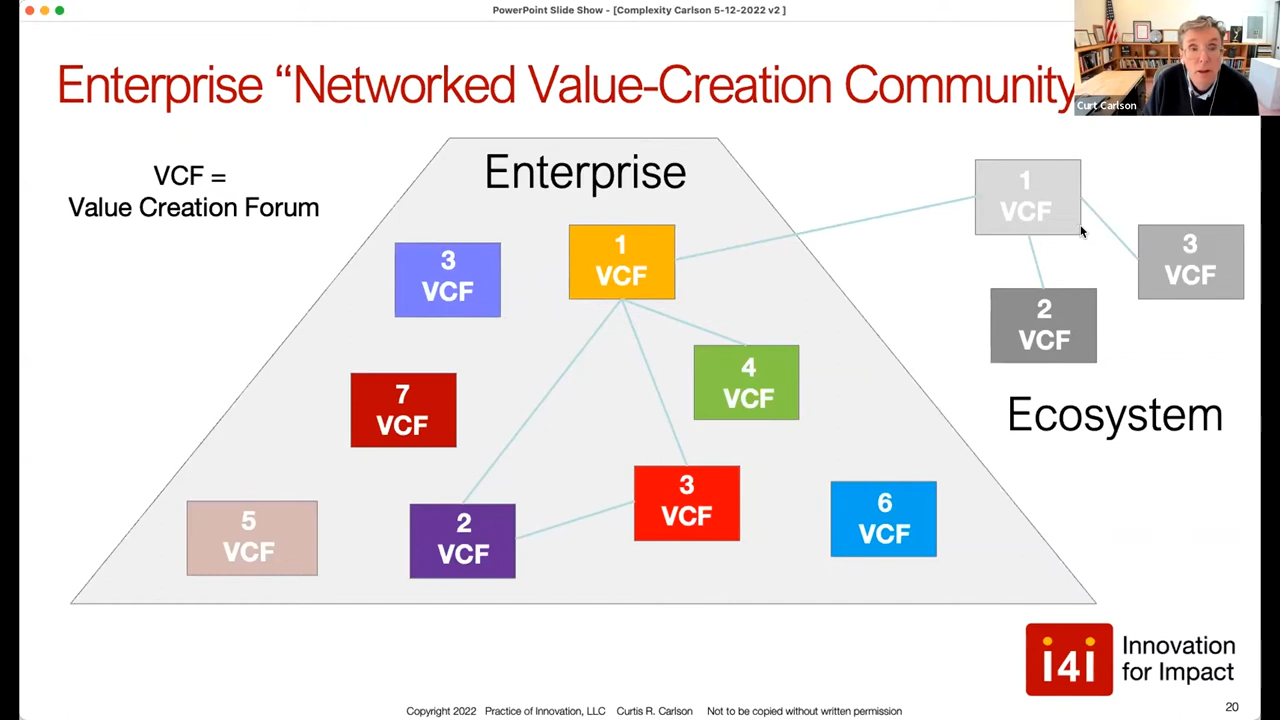 PowerPoint Slide Show - [Complexity Carlson 5-12-2022 v2 ]
Enterprise “Networked Value-Creation Community
Curt Carlson
VCF =
Value Creation Forum
Enterprise
1
VCF
3
VCF
1
VCF
3
VCF
2
VCF
4
VCF
7
VCF
Ecosystem
3
VCF
6
VCF
5
VCF
2
VCF
i4i
Innovation
for Impact
Copyright 2022 Practice of Innovation, LLC Curtis R. Carlson Not to be copied without written permission
20